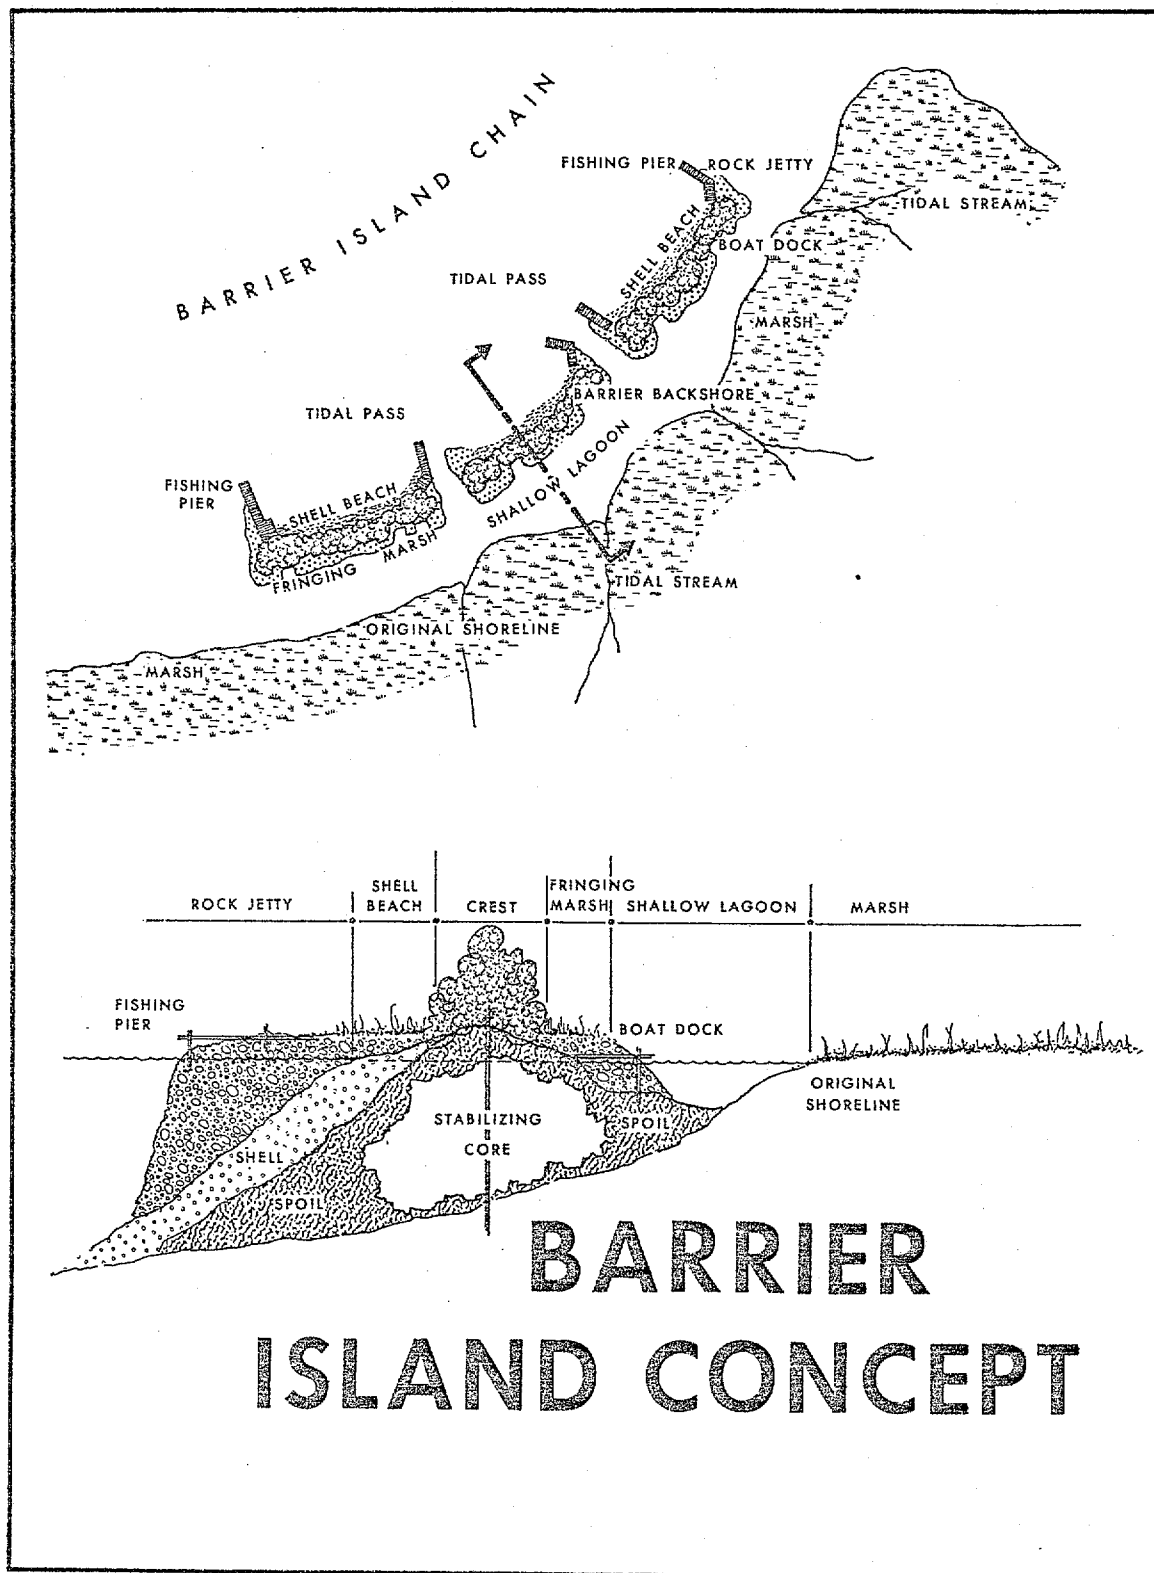 BARRIER ISLAND CHAIN
FISHING PIER
ROCK JETTY
TIDAL STREAM
SHELL BEACH
BOAT DOCK
TIDAL PASS
MARSH
BARRIER BACKSHORE
TIDAL PASS
SHALLOW LAGOON
FISHING
PIER
SHELL BEACH
FRINGING MARSH
TIDAL STREAM
ORIGINAL SHORELINE
MARSH
ROCK JETTY
SHELL
BEACH
CREST
FRINGING
MARSH
SHALLOW LAGOON
MARSH
FISHING
PIER
BOAT DOCK
ORIGINAL
SHORELINE
STABILIZING
CORE
SPOIL
SHELL
SPOIL
BARRIER
ISLAND CONCEPT